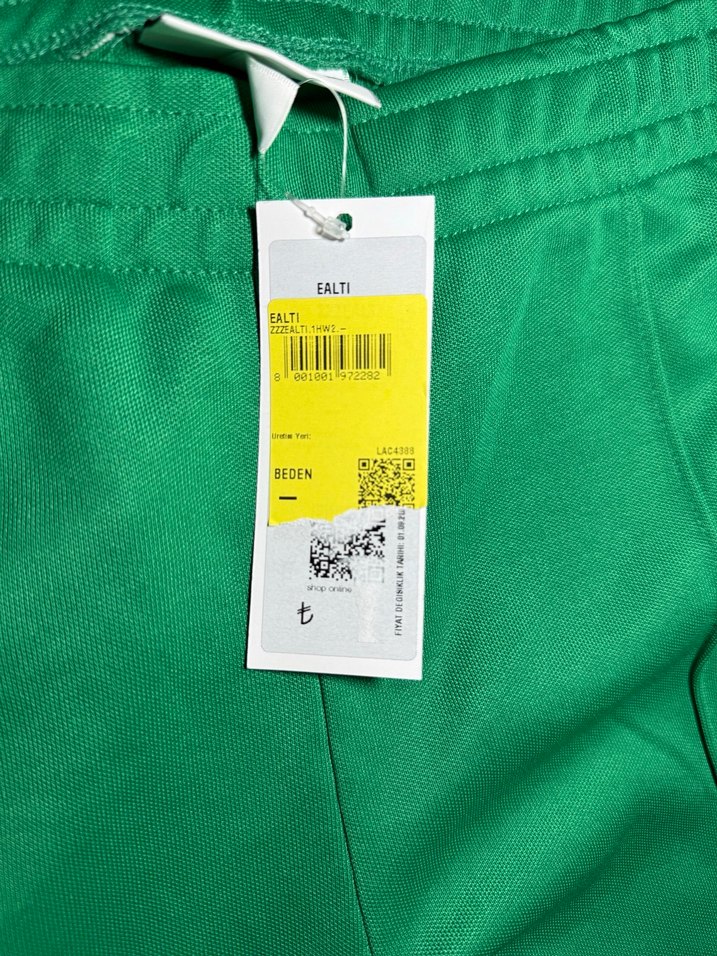 EALTI
EALTI
ZZZEALTI.1HW2.-
8 001001 972282
Üretim Yeri:
LAC4388
BEDEN
—
shop online
₺
FİYAT DEĞİŞİKLİK TARİHİ: 01.09.20